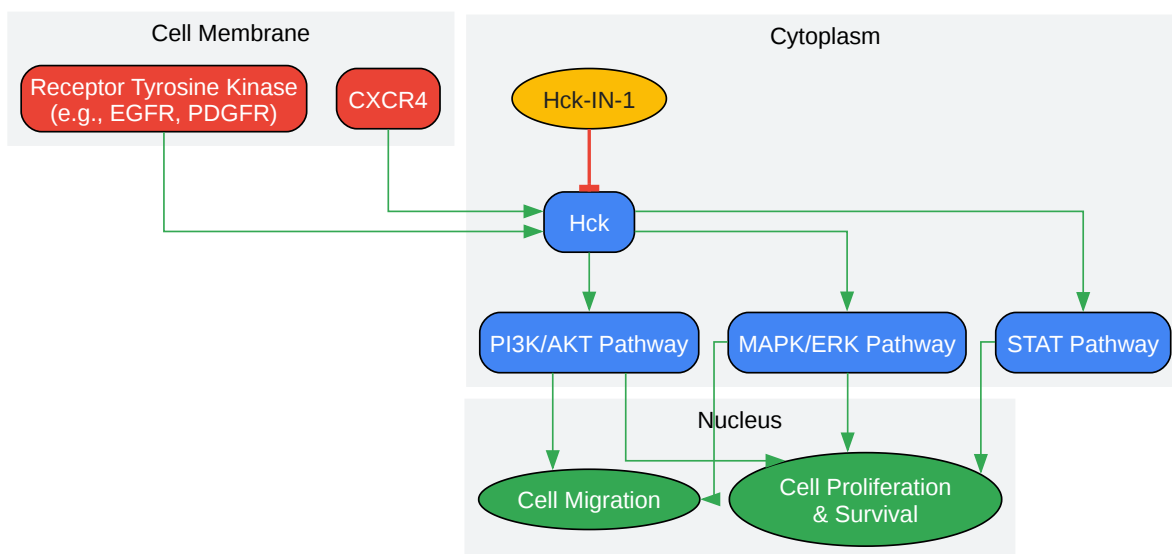 Cell Membrane
Cytoplasm
Receptor Tyrosine Kinase
(e.g., EGFR, PDGFR)
CXCR4
Hck-IN-1
Hck
PI3K/AKT Pathway
MAPK/ERK Pathway
STAT Pathway
Nucleus
Cell Migration
Cell Proliferation
& Survival